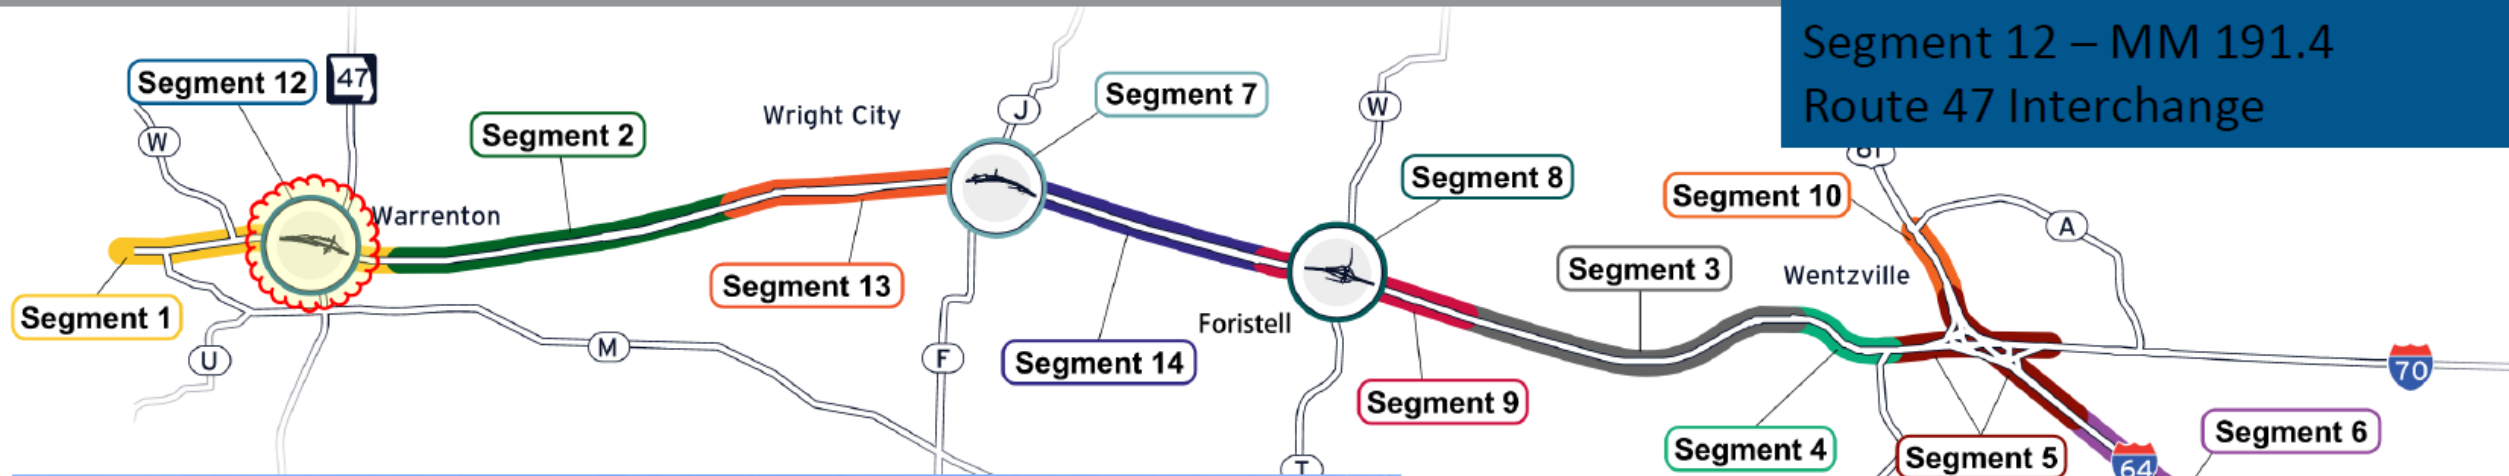 Segment 12 – MM 191.4
Route 47 Interchange
Segment 12
47
W
Segment 2
Wright City
J
Segment 7
W
Segment 8
61
Segment 10
A
Warrenton
Segment 1
U
M
Segment 13
F
Segment 14
Foristell
T
Segment 9
Segment 3
Wentzville
Segment 4
Segment 5
64
Segment 6
70